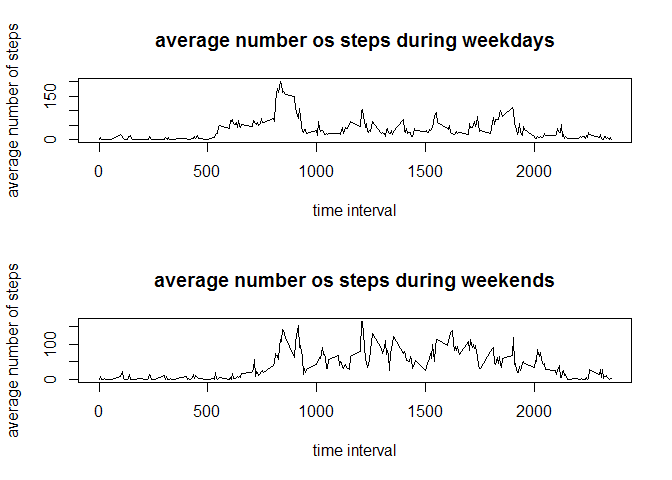 average number os steps during weekdays
average number of steps
150
0
0 500 1000 1500 2000
time interval
average number os steps during weekends
average number of steps
100
0
0 500 1000 1500 2000
time interval